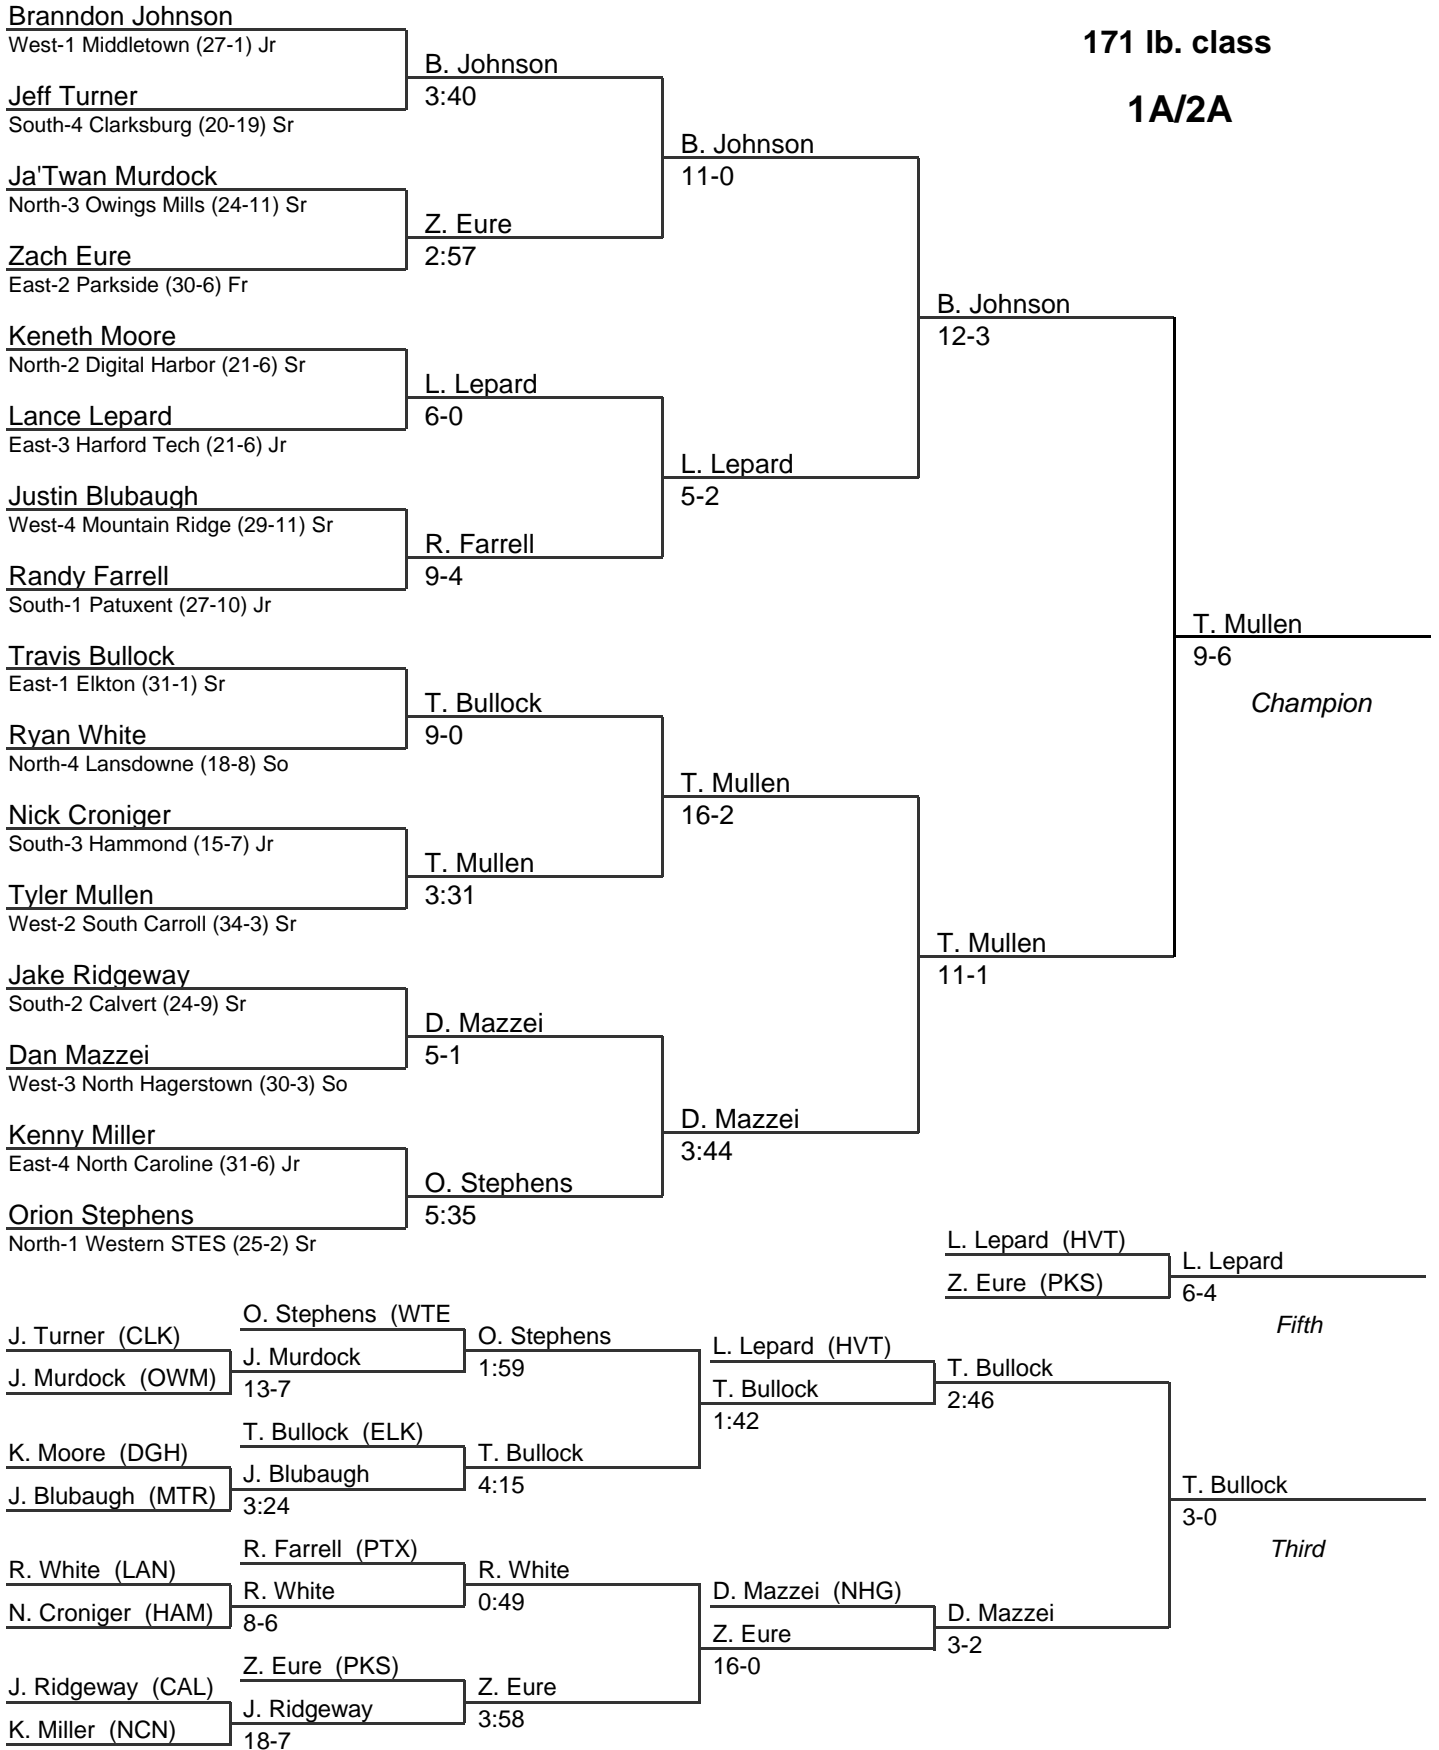 Branndon Johnson
West-1 Middletown (27-1) Jr
171 lb. class
B. Johnson
3:40
Jeff Turner
South-4 Clarksburg (20-19) Sr
1A/2A
B. Johnson
11-0
Ja'Twan Murdock
North-3 Owings Mills (24-11) Sr
Z. Eure
2:57
Zach Eure
East-2 Parkside (30-6) Fr
B. Johnson
12-3
Keneth Moore
North-2 Digital Harbor (21-6) Sr
L. Lepard
6-0
Lance Lepard
East-3 Harford Tech (21-6) Jr
L. Lepard
5-2
Justin Blubaugh
West-4 Mountain Ridge (29-11) Sr
R. Farrell
9-4
Randy Farrell
South-1 Patuxent (27-10) Jr
T. Mullen
9-6
Champion
Travis Bullock
East-1 Elkton (31-1) Sr
T. Bullock
9-0
Ryan White
North-4 Lansdowne (18-8) So
T. Mullen
16-2
Nick Croniger
South-3 Hammond (15-7) Jr
T. Mullen
3:31
Tyler Mullen
West-2 South Carroll (34-3) Sr
T. Mullen
11-1
Jake Ridgeway
South-2 Calvert (24-9) Sr
D. Mazzei
5-1
Dan Mazzei
West-3 North Hagerstown (30-3) So
D. Mazzei
3:44
Kenny Miller
East-4 North Caroline (31-6) Jr
O. Stephens
5:35
Orion Stephens
North-1 Western STES (25-2) Sr
L. Lepard (HVT)
Z. Eure (PKS)
L. Lepard
6-4
Fifth
J. Turner (CLK)
J. Murdock (OWM)
O. Stephens (WTE
J. Murdock
13-7
O. Stephens
1:59
L. Lepard (HVT)
T. Bullock
1:42
T. Bullock
2:46
K. Moore (DGH)
J. Blubaugh (MTR)
T. Bullock (ELK)
J. Blubaugh
3:24
T. Bullock
4:15
T. Bullock
3-0
Third
R. White (LAN)
N. Croniger (HAM)
R. Farrell (PTX)
R. White
8-6
R. White
0:49
D. Mazzei (NHG)
Z. Eure
16-0
D. Mazzei
3-2
J. Ridgeway (CAL)
K. Miller (NCN)
Z. Eure (PKS)
J. Ridgeway
18-7
Z. Eure
3:58